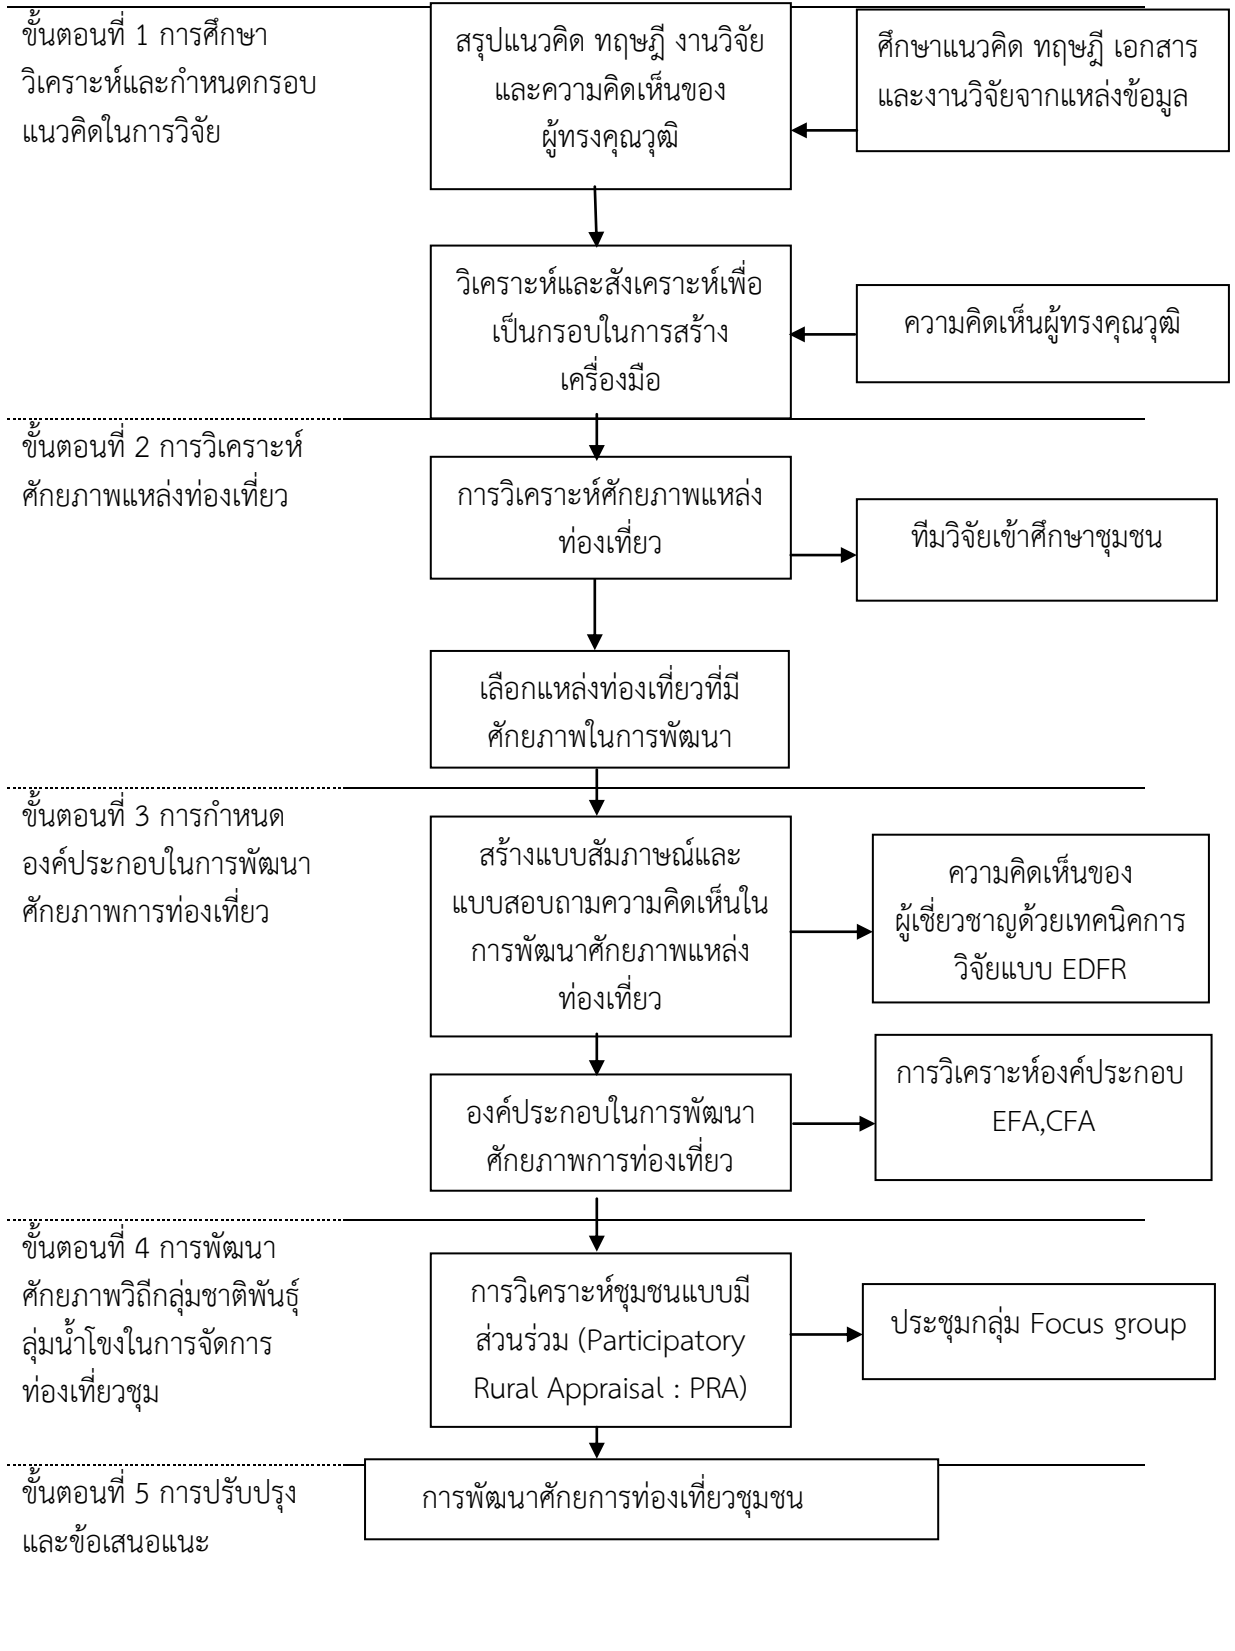 ขั้นตอนที่ 1 การศึกษา
วิเคราะห์และกำหนดกรอบ
แนวคิดในการวิจัย
สรุปแนวคิด ทฤษฎี งานวิจัย
และความคิดเห็นของ
ผู้ทรงคุณวุฒิ
ศึกษาแนวคิด ทฤษฎี เอกสาร
และงานวิจัยจากแหล่งข้อมูล
วิเคราะห์และสังเคราะห์เพื่อ
เป็นกรอบในการสร้าง
เครื่องมือ
ความคิดเห็นผู้ทรงคุณวุฒิ
ขั้นตอนที่ 2 การวิเคราะห์
ศักยภาพแหล่งท่องเที่ยว
การวิเคราะห์ศักยภาพแหล่ง
ท่องเที่ยว
ทีมวิจัยเข้าศึกษาชุมชน
เลือกแหล่งท่องเที่ยวที่มี
ศักยภาพในการพัฒนา
ขั้นตอนที่ 3 การกำหนด
องค์ประกอบในการพัฒนา
ศักยภาพการท่องเที่ยว
สร้างแบบสัมภาษณ์และ
แบบสอบถามความคิดเห็นใน
การพัฒนาศักยภาพแหล่ง
ท่องเที่ยว
ความคิดเห็นของ
ผู้เชี่ยวชาญด้วยเทคนิคการ
วิจัยแบบ EDFR
องค์ประกอบในการพัฒนา
ศักยภาพการท่องเที่ยว
การวิเคราะห์องค์ประกอบ
EFA,CFA
ขั้นตอนที่ 4 การพัฒนา
ศักยภาพวิถีกลุ่มชาติพันธุ์
ลุ่มน้ำโขงในการจัดการ
ท่องเที่ยวชุม
การวิเคราะห์ชุมชนแบบมี
ส่วนร่วม (Participatory
Rural Appraisal : PRA)
ประชุมกลุ่ม Focus group
ขั้นตอนที่ 5 การปรับปรุง
และข้อเสนอแนะ
การพัฒนาศักยการท่องเที่ยวชุมชน